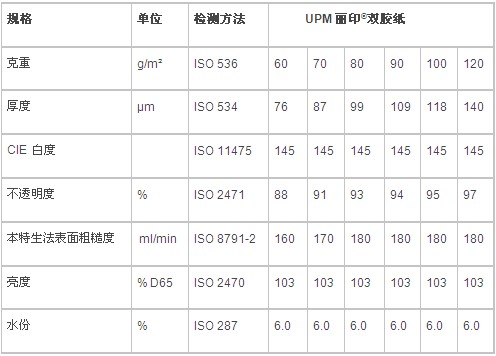 规格 单位 检测方法 UPM 丽印®双胶纸
克重 g/m² ISO 536 60 70 80 90 100 120
厚度 μm ISO 534 76 87 99 109 118 140
CIE 白度 ISO 11475 145 145 145 145 145 145
不透明度 % ISO 2471 88 91 93 94 95 97
本特生法表面粗糙度 ml/min ISO 8791-2 160 170 180 180 180 180
亮度 % D65 ISO 2470 103 103 103 103 103 103
水份 % ISO 287 6.0 6.0 6.0 6.0 6.0 6.0